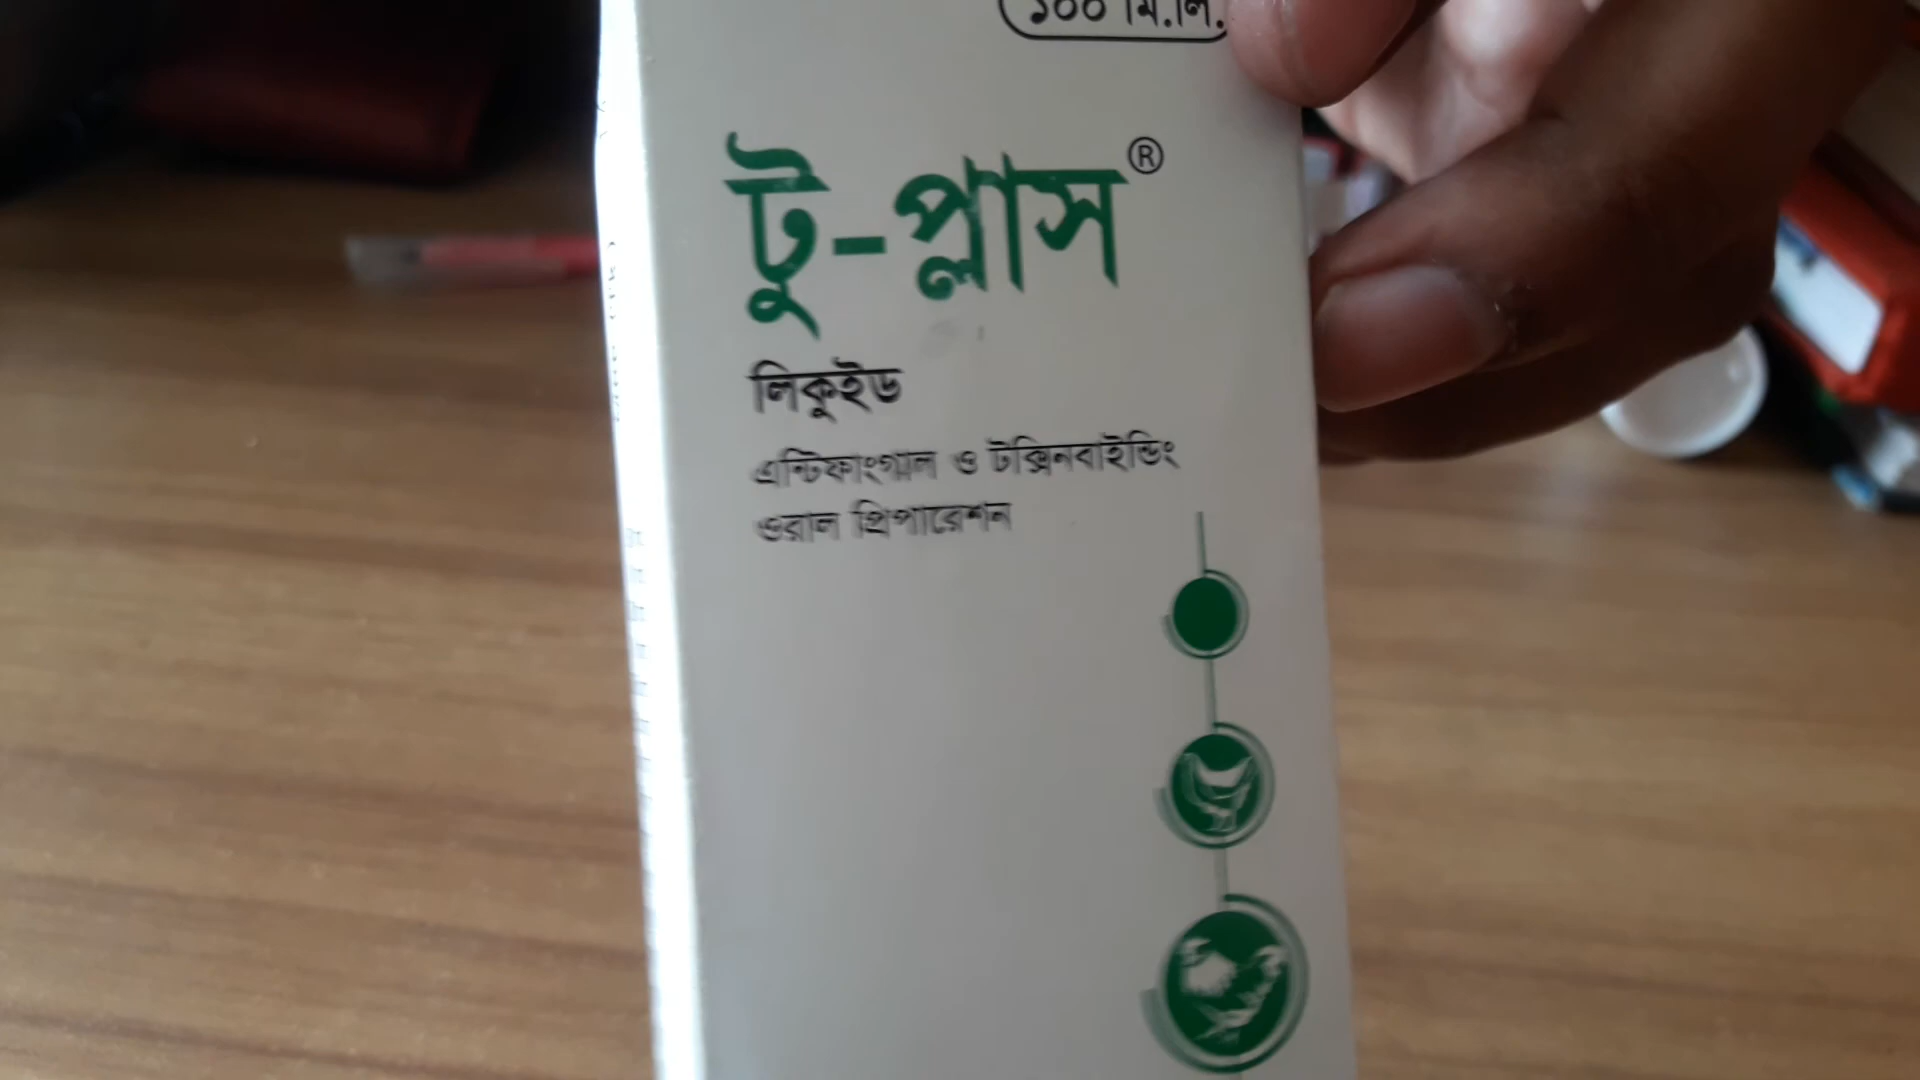 ১০০ মি.লি.
টু-প্লাস®
লিকুইড
এন্টিফাংগাল ও টক্সিনবাইন্ডিং
ওরাল প্রিপারেশন